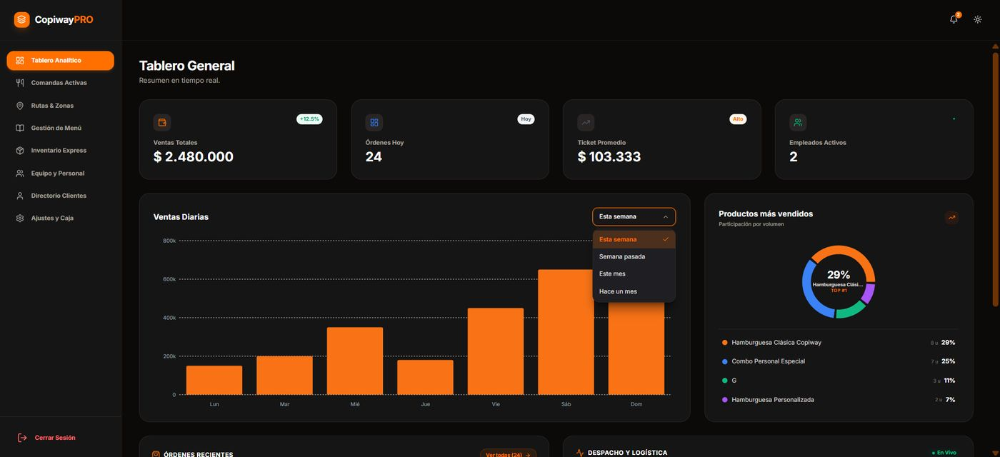 CopiwayPRO
2
Tablero Analítico
Comandas Activas
Rutas & Zonas
Gestión de Menú
Inventario Express
Equipo y Personal
Directorio Clientes
Ajustes y Caja
Cerrar Sesión
Tablero General
Resumen en tiempo real.
+12.5%
Ventas Totales
$ 2.480.000
Hoy
Órdenes Hoy
24
Alto
Ticket Promedio
$ 103.333
Empleados Activos
2
Ventas Diarias
Esta semana
Esta semana
Semana pasada
Este mes
Hace un mes
800k
600k
400k
200k
0
Lun Mar Mié Jue Vie Sáb Dom
Productos más vendidos
Participación por volumen
29%
Hamburguesa Clási...
TOP #1
Hamburguesa Clásica Copiway 8 u 29%
Combo Personal Especial 7 u 25%
G 3 u 11%
Hamburguesa Personalizada 2 u 7%
ÓRDENES RECIENTES
Ver todas (24) →
DESPACHO Y LOGÍSTICA
En Vivo